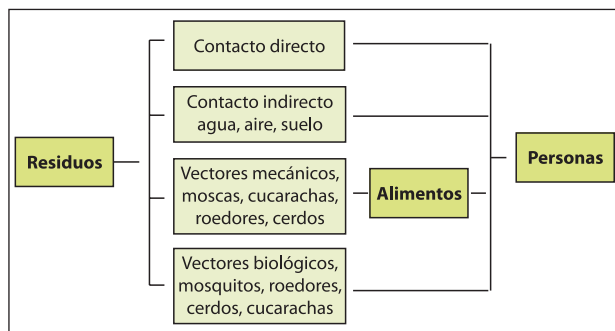 Contacto directo
Contacto indirecto
agua, aire, suelo
Residuos
Vectores mecánicos,
moscas, cucarachas,
roedores, cerdos
Alimentos
Personas
Vectores biológicos,
mosquitos, roedores,
cerdos, cucarachas